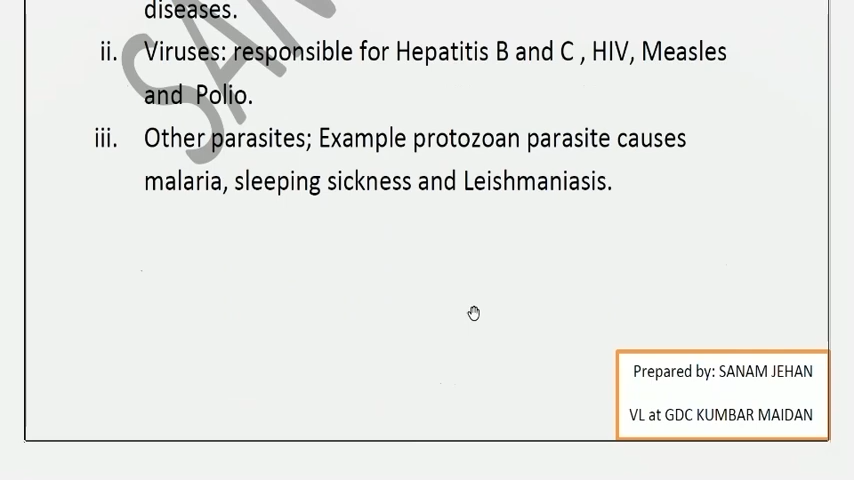 diseases.
ii. Viruses: responsible for Hepatitis B and C , HIV, Measles
and Polio.
iii. Other parasites; Example protozoan parasite causes
malaria, sleeping sickness and Leishmaniasis.
Prepared by: SANAM JEHAN
VL at GDC KUMBAR MAIDAN